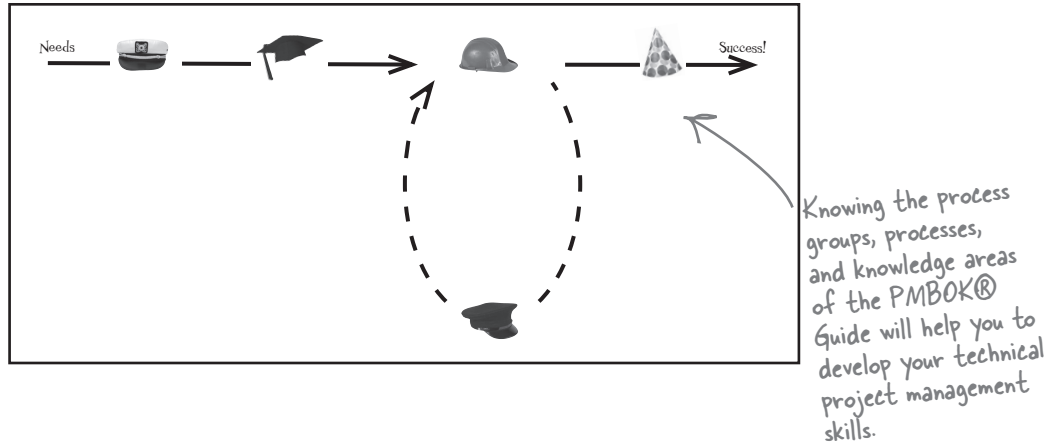 Needs
Success!
Knowing the process
groups, processes,
and knowledge areas
of the PMBOK®
Guide will help you to
develop your technical
project management
skills.